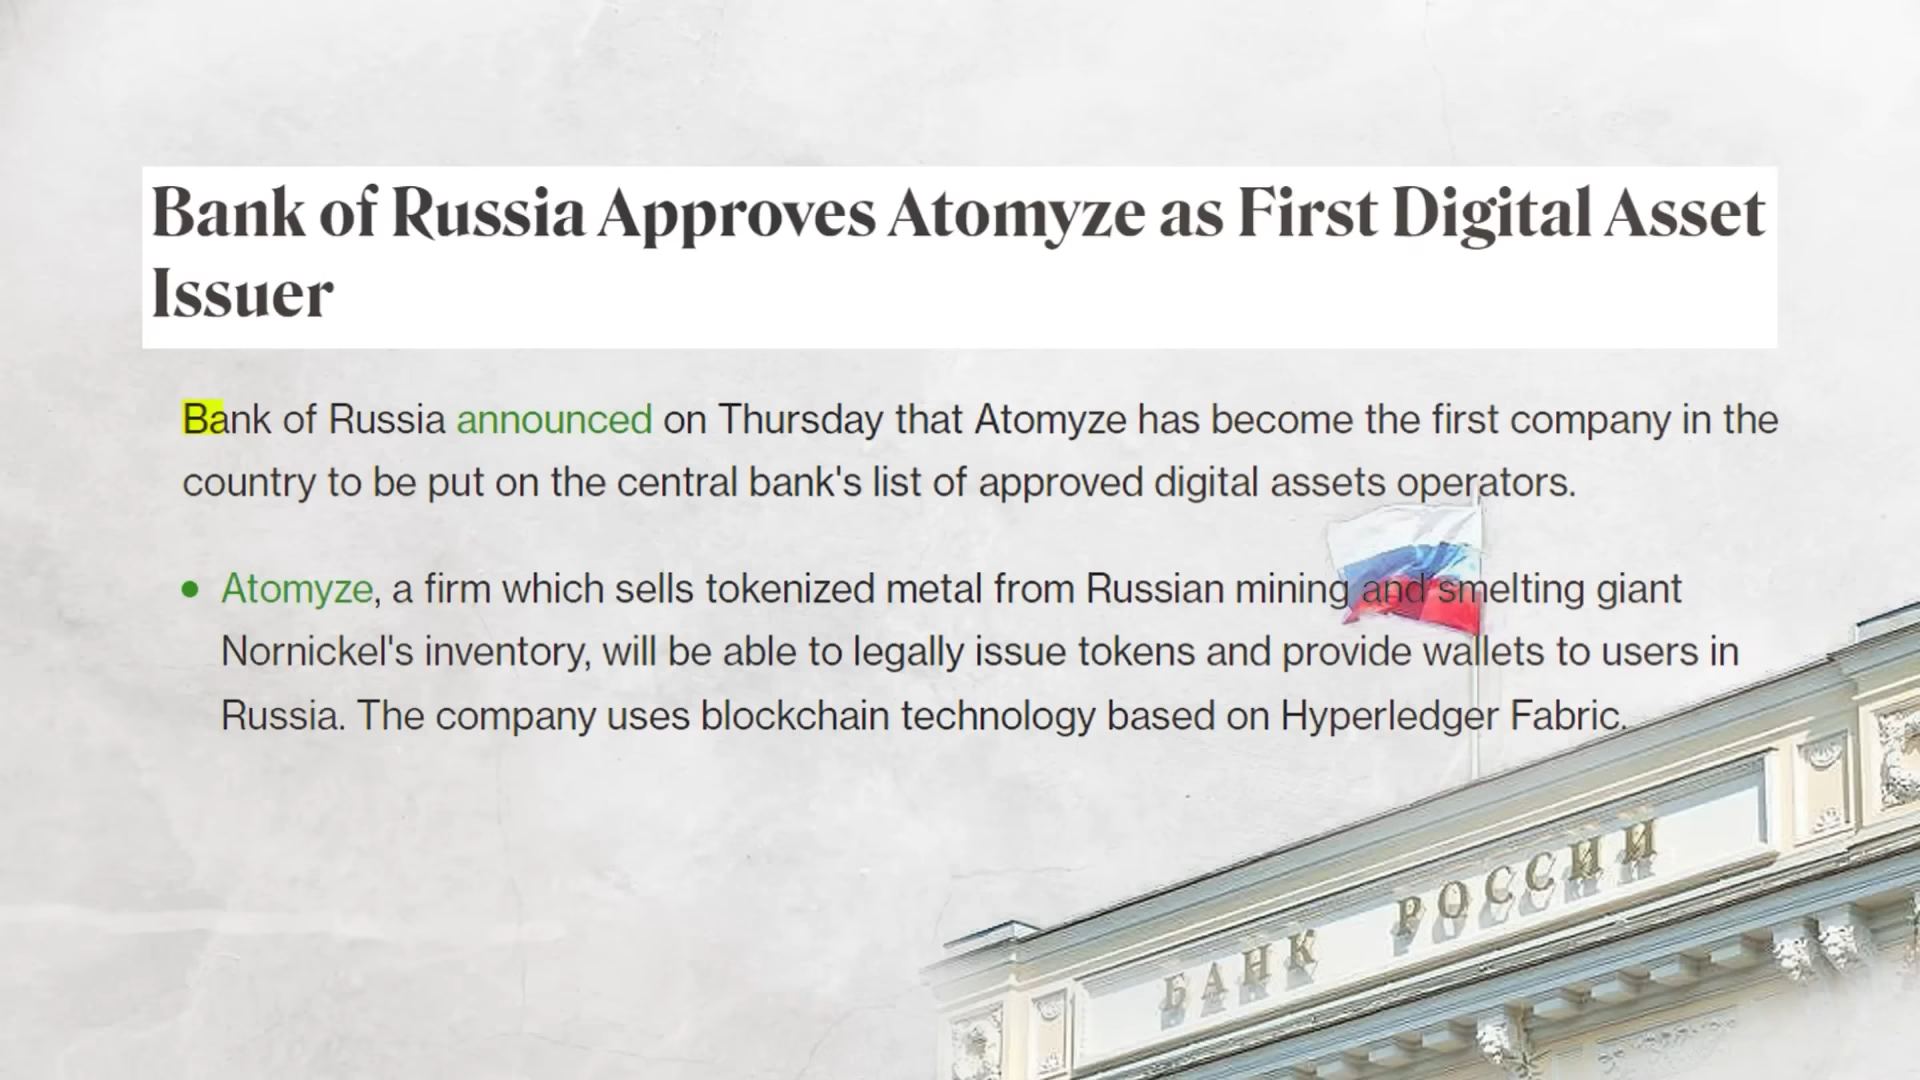 Bank of Russia Approves Atomyze as First Digital Asset
Issuer
Bank of Russia announced on Thursday that Atomyze has become the first company in the
country to be put on the central bank's list of approved digital assets operators.
• Atomyze, a firm which sells tokenized metal from Russian mining and smelting giant
Nornickel's inventory, will be able to legally issue tokens and provide wallets to users in
Russia. The company uses blockchain technology based on Hyperledger Fabric.
БАНК РОССИИ